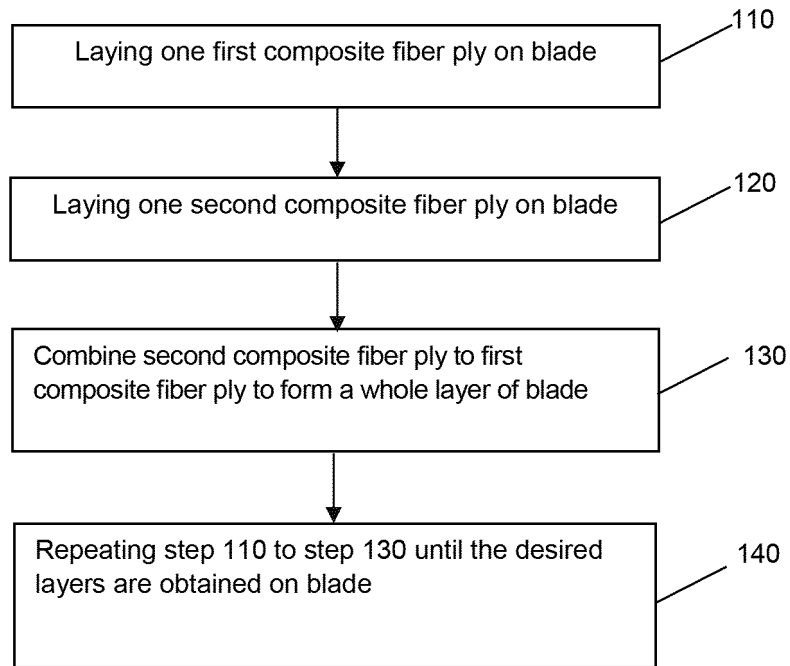 110
Laying one first composite fiber ply on blade
120
Laying one second composite fiber ply on blade
Combine second composite fiber ply to first
130
composite fiber ply to form a whole layer of blade
Repeating step 110 to step 130 until the desired
140
layers are obtained on blade